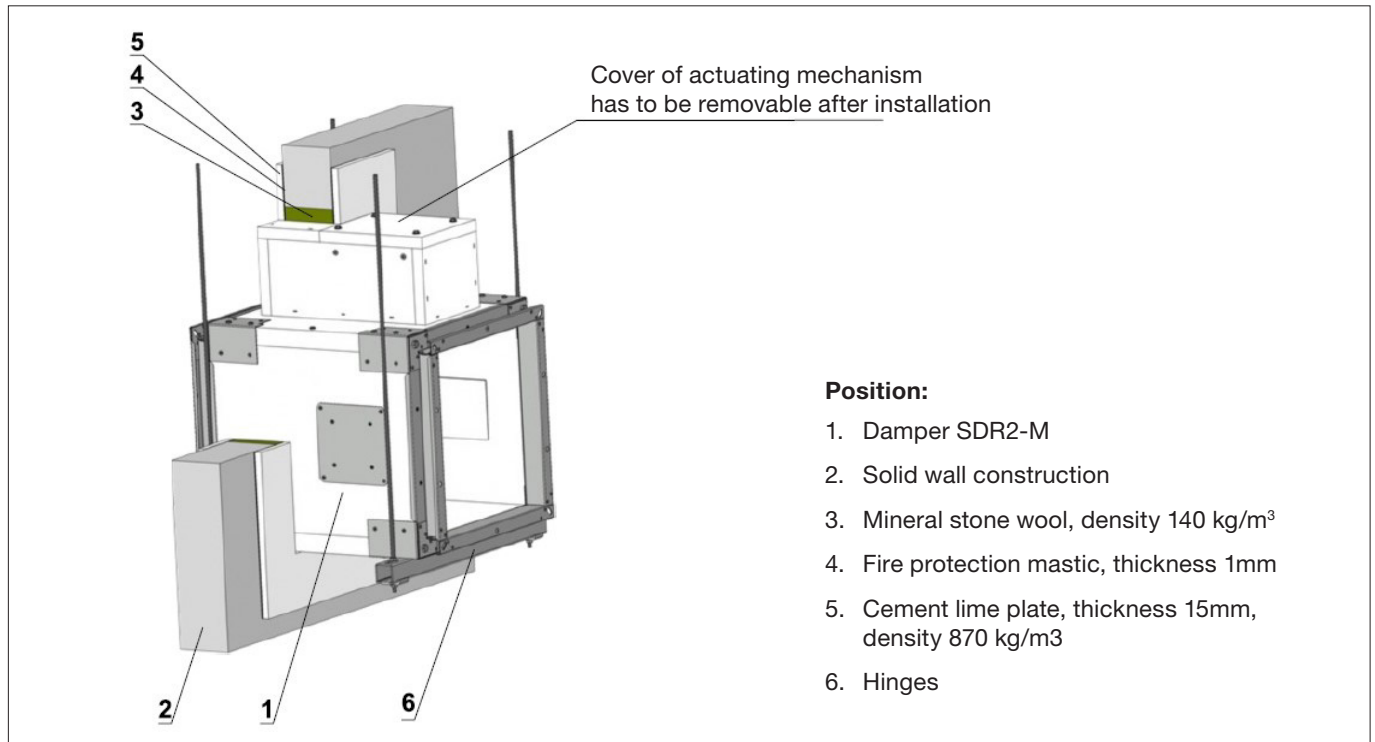 5
4
3
Cover of actuating mechanism
has to be removable after installation
Position:
1. Damper SDR2-M
2. Solid wall construction
3. Mineral stone wool, density 140 kg/m³
4. Fire protection mastic, thickness 1mm
5. Cement lime plate, thickness 15mm,
density 870 kg/m3
6. Hinges
2
1
6